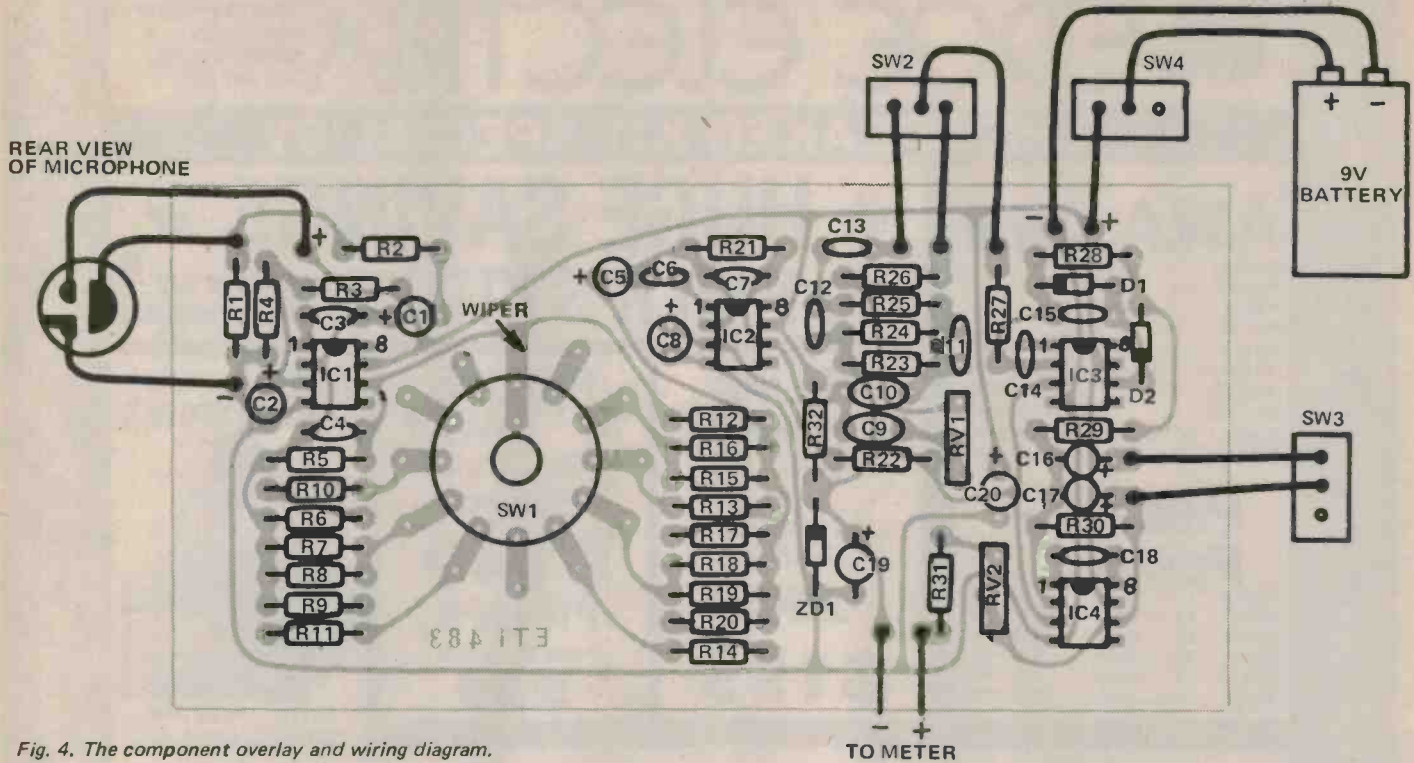 REAR VIEW
OF MICROPHONE
SW2
SW4
+ -
9V
BATTERY
- +
+
R2
R21
C13
R28
R1
R4
R3
C3
+
C1
WIPER
+
C5
C6
C7
C12
R26
R25
R24
R23
R27
D1
C15
1
8
IC1
+
C8
1
8
IC2
C14
1
8
IC3
D2
-
+
C2
C4
C10
C9
R22
R32
RV1
R29
SW3
R5
R10
R6
R7
R8
R9
R11
SW1
R12
R16
R15
R13
R17
R18
R19
R20
R14
+
C20
C16
+
C17
+
R30
C18
ZD1
+
C19
R31
RV2
1
8
IC4
ETI 483
- +
TO METER
Fig. 4. The component overlay and wiring diagram.